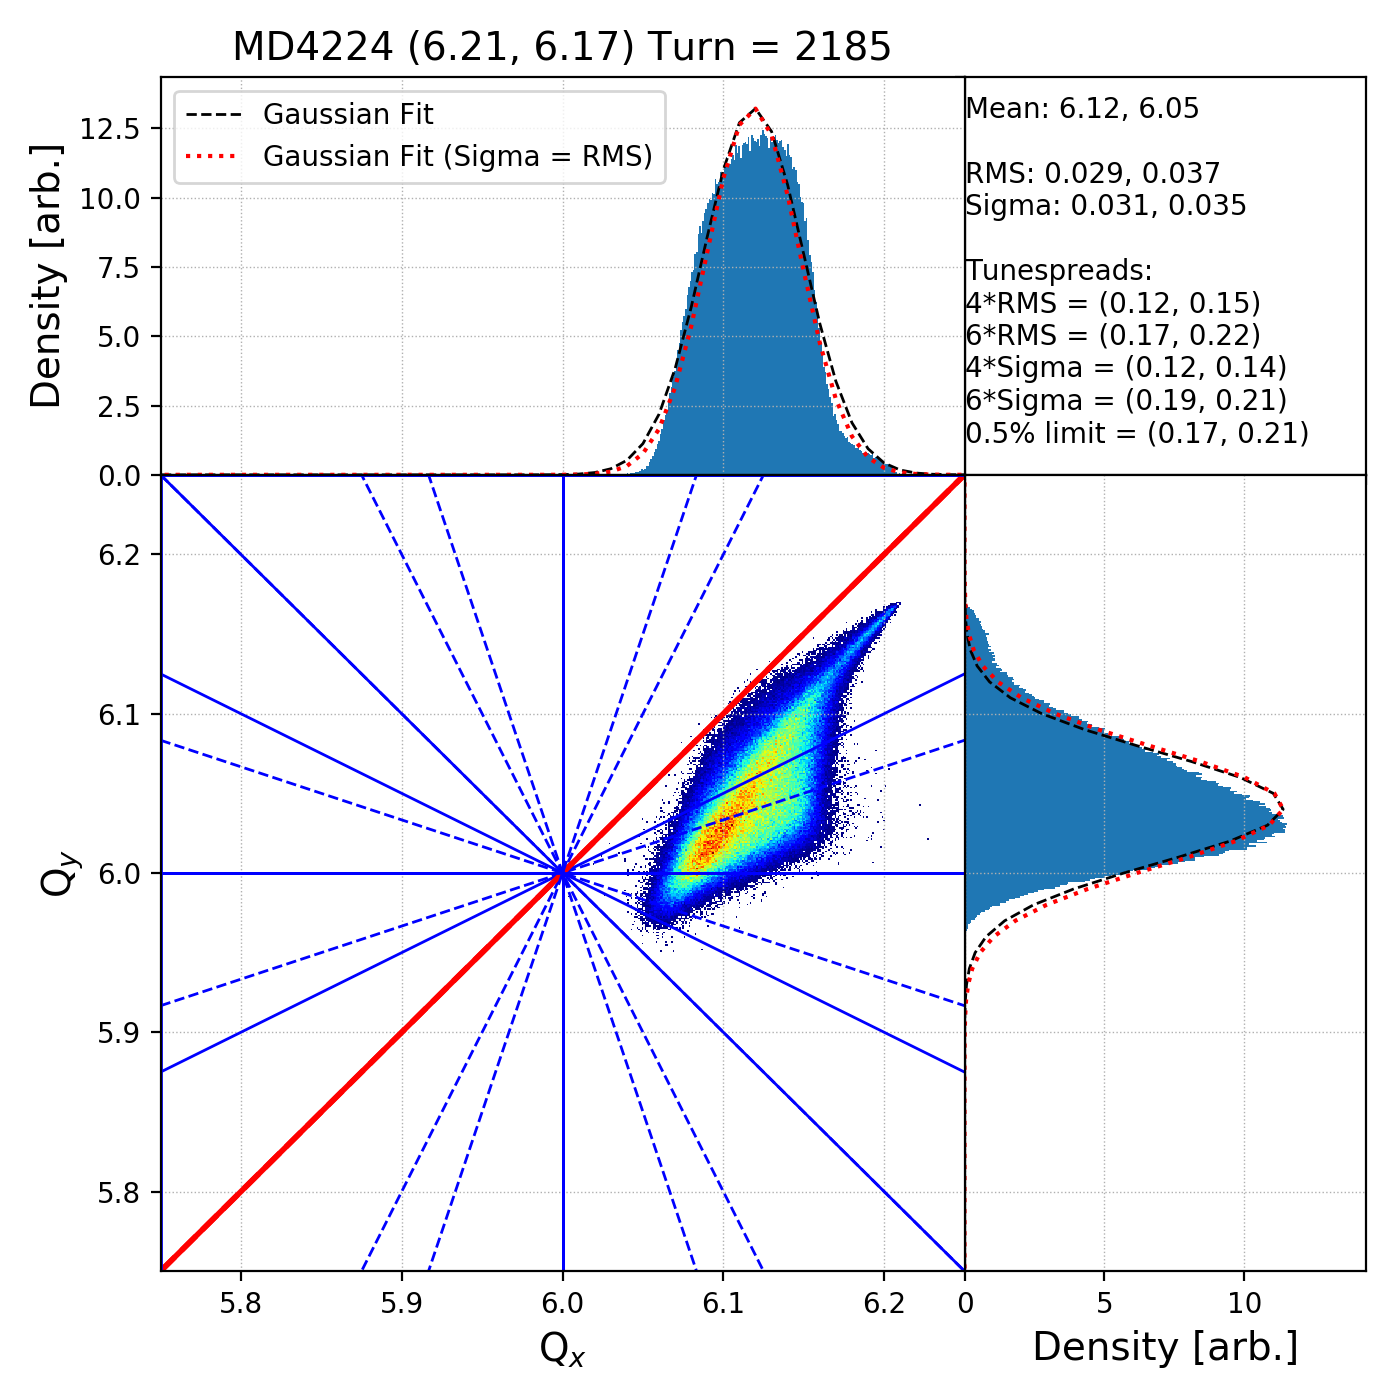 MD4224 (6.21, 6.17) Turn = 2185
Gaussian Fit
Gaussian Fit (Sigma = RMS)
Density [arb.]
12.5
10.0
7.5
5.0
2.5
0.0
Mean: 6.12, 6.05
RMS: 0.029, 0.037
Sigma: 0.031, 0.035
Tunespreads:
4*RMS = (0.12, 0.15)
6*RMS = (0.17, 0.22)
4*Sigma = (0.12, 0.14)
6*Sigma = (0.19, 0.21)
0.5% limit = (0.17, 0.21)
Qy
6.2
6.1
6.0
5.9
5.8
5.8 5.9 6.0 6.1 6.2
Qx
0 5 10
Density [arb.]